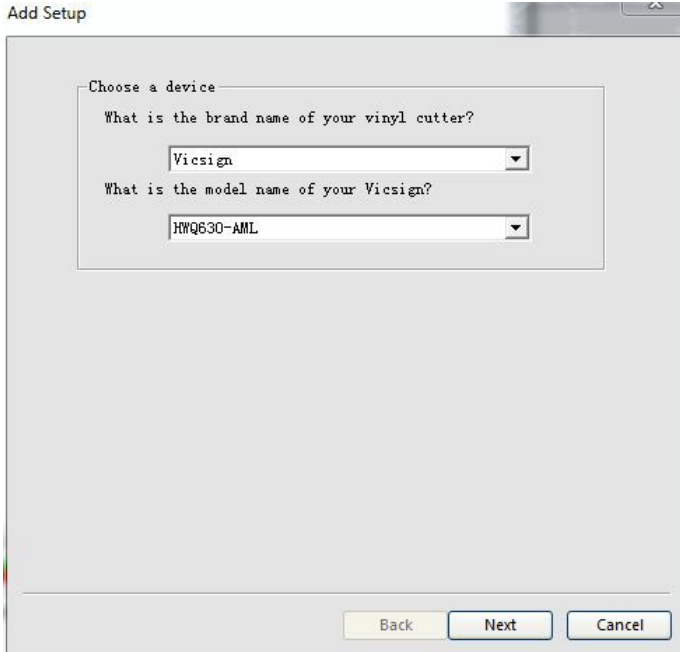 Add Setup
Choose a device
What is the brand name of your vinyl cutter?
Vicsign
What is the model name of your Vicsign?
HWQ630-AML
Back Next Cancel